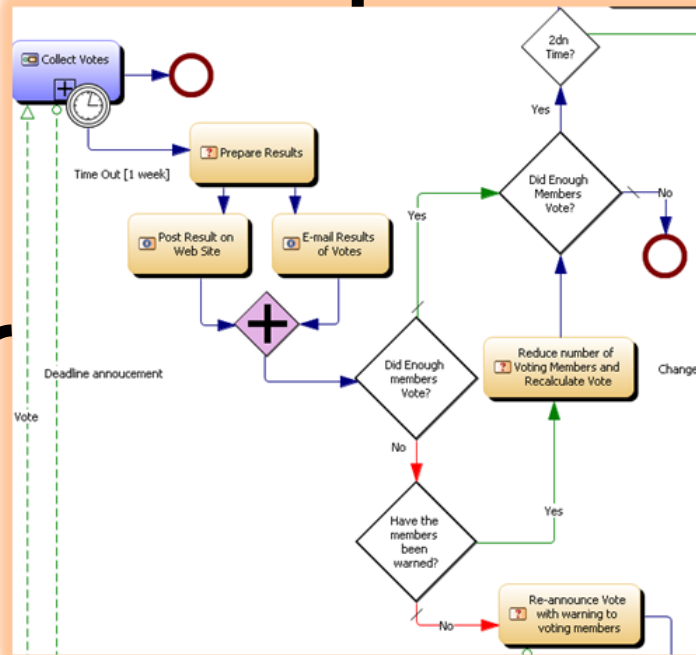 Collect Votes
2dn
Time?
Yes
Prepare Results
Time Out [1 week]
Did Enough
Members
Vote?
No
Yes
Post Result on
Web Site
E-mail Results
of Votes
Deadline annoucement
Did Enough
members
Vote?
Reduce number of
Voting Members and
Recalculate Vote
Change
Vote
No
Have the
members
been
warned?
Yes
Re-announce Vote
with warning to
voting members
No